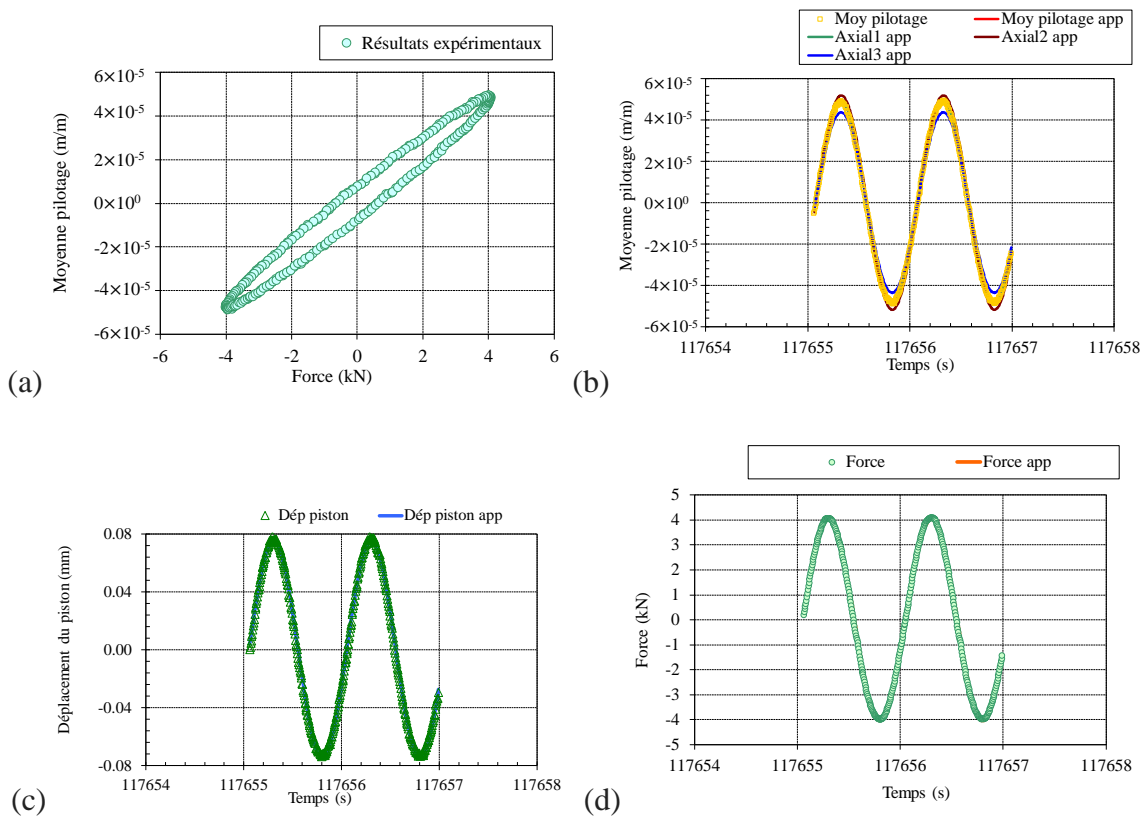 Résultats expérimentaux
Moyenne pilotage (m/m)
6×10⁻⁵
4×10⁻⁵
2×10⁻⁵
0×10⁰
-2×10⁻⁵
-4×10⁻⁵
-6×10⁻⁵
-6 -4 -2 0 2 4 6
Force (kN)
(a)
Moy pilotage Moy pilotage app
Axial1 app Axial2 app
Axial3 app
Moyenne pilotage (m/m)
6×10⁻⁵
4×10⁻⁵
2×10⁻⁵
0×10⁰
-2×10⁻⁵
-4×10⁻⁵
-6×10⁻⁵
117654 117655 117656 117657 117658
Temps (s)
(b)
Dép piston Dép piston app
Déplacement du piston (mm)
0.08
0.04
0.00
-0.04
-0.08
117654 117655 117656 117657 117658
Temps (s)
(c)
Force Force app
Force (kN)
5
4
3
2
1
0
-1
-2
-3
-4
-5
117654 117655 117656 117657 117658
Temps (s)
(d)